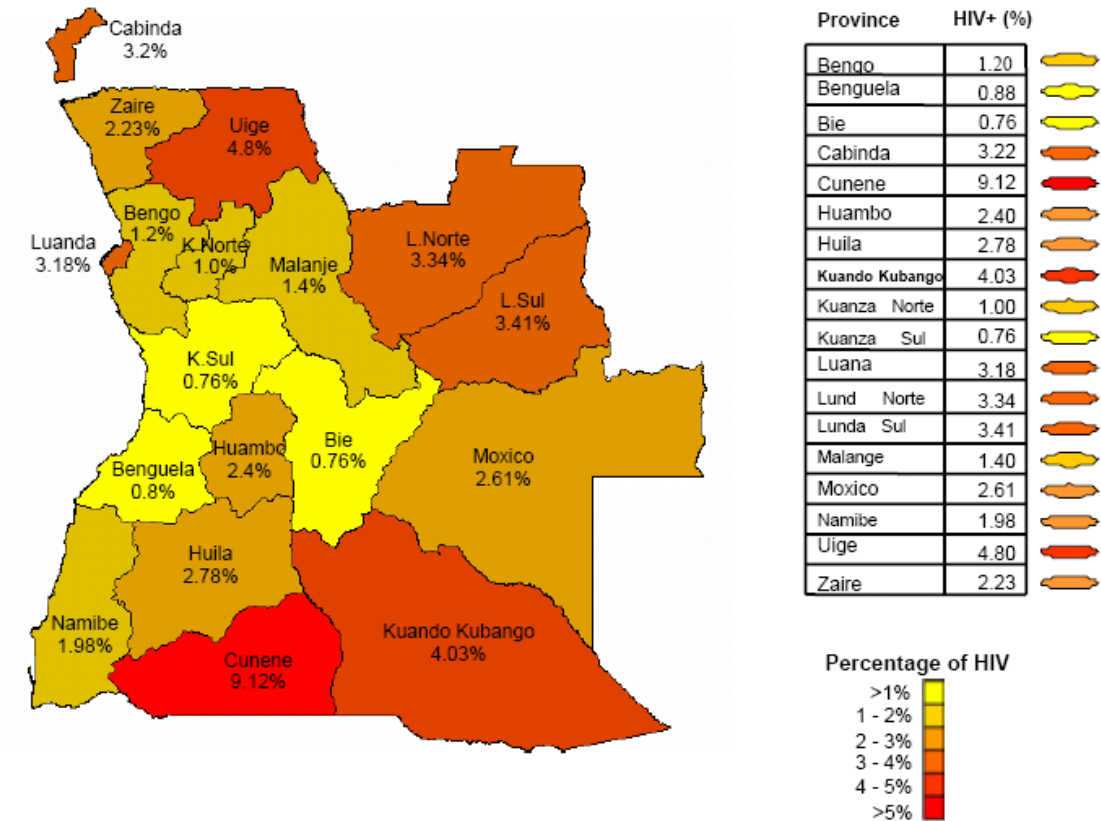 Cabinda
3.2%
Zaire
2.23%
Uige
4.8%
Bengo
1.2%
Luanda
3.18%
K.Norte
1.0%
Malanje
1.4%
L.Norte
3.34%
L.Sul
3.41%
K.Sul
0.76%
Huambo
2.4%
Bie
0.76%
Benguela
0.8%
Moxico
2.61%
Huila
2.78%
Namibe
1.98%
Cunene
9.12%
Kuando Kubango
4.03%
Province HIV+ (%)
Bengo 1.20
Benguela 0.88
Bie 0.76
Cabinda 3.22
Cunene 9.12
Huambo 2.40
Huila 2.78
Kuando Kubango 4.03
Kuanza Norte 1.00
Kuanza Sul 0.76
Luana 3.18
Lund Norte 3.34
Lunda Sul 3.41
Malange 1.40
Moxico 2.61
Namibe 1.98
Uige 4.80
Zaire 2.23
Percentage of HIV
>1%
1 - 2%
2 - 3%
3 - 4%
4 - 5%
>5%